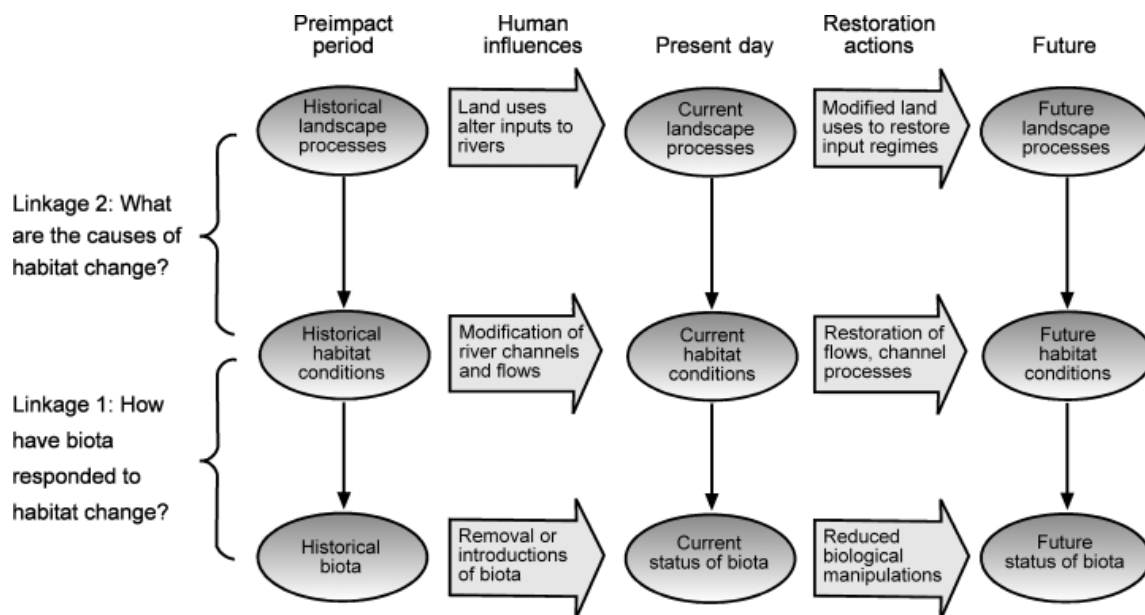 Preimpact
period
Human
influences
Present day
Restoration
actions
Future
Historical
landscape
processes
Land uses
alter inputs to
rivers
Current
landscape
processes
Modified land
uses to restore
input regimes
Future
landscape
processes
Linkage 2: What
are the causes of
habitat change?
Historical
habitat
conditions
Modification of
river channels
and flows
Current
habitat
conditions
Restoration of
flows, channel
processes
Future
habitat
conditions
Linkage 1: How
have biota
responded to
habitat change?
Historical
biota
Removal or
introductions
of biota
Current
status of biota
Reduced
biological
manipulations
Future
status of biota